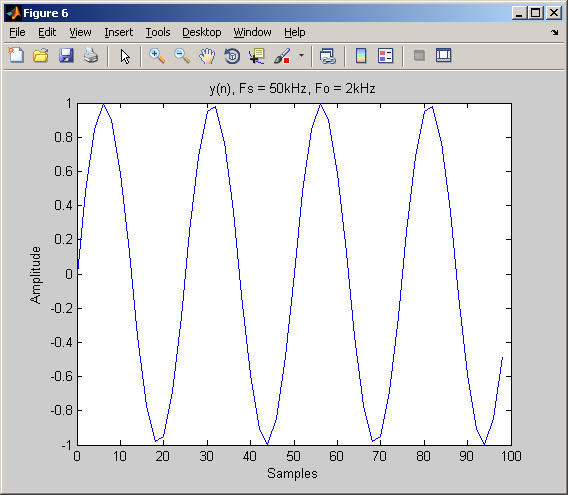 Figure 6
File Edit View Insert Tools Desktop Window Help
y(n), Fs = 50kHz, Fo = 2kHz
1
0.8
0.6
0.4
0.2
0
-0.2
-0.4
-0.6
-0.8
-1
Amplitude
0 10 20 30 40 50 60 70 80 90 100
Samples